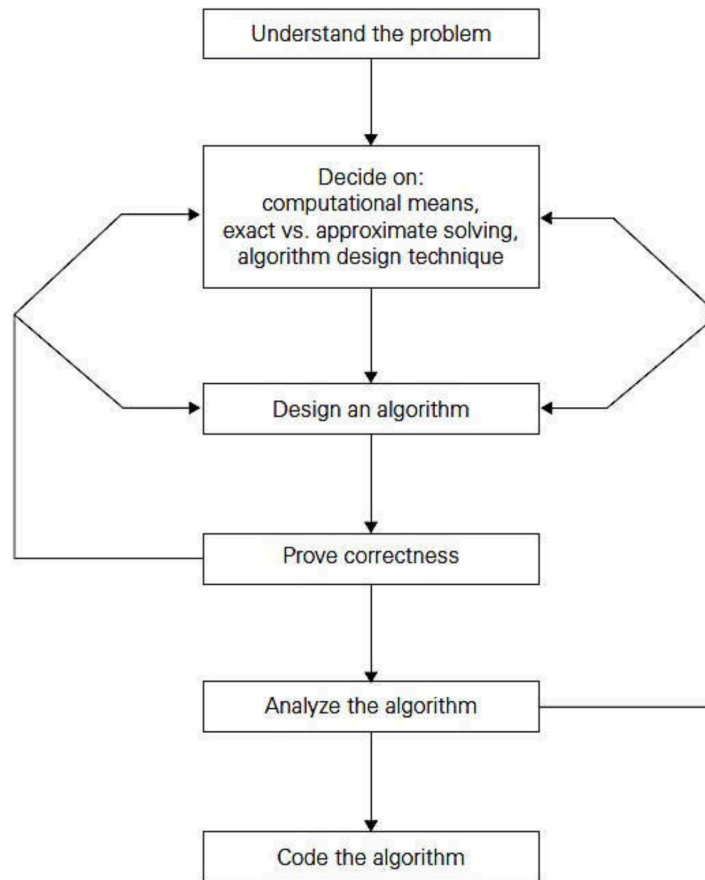 Understand the problem
Decide on:
computational means,
exact vs. approximate solving,
algorithm design technique
Design an algorithm
Prove correctness
Analyze the algorithm
Code the algorithm